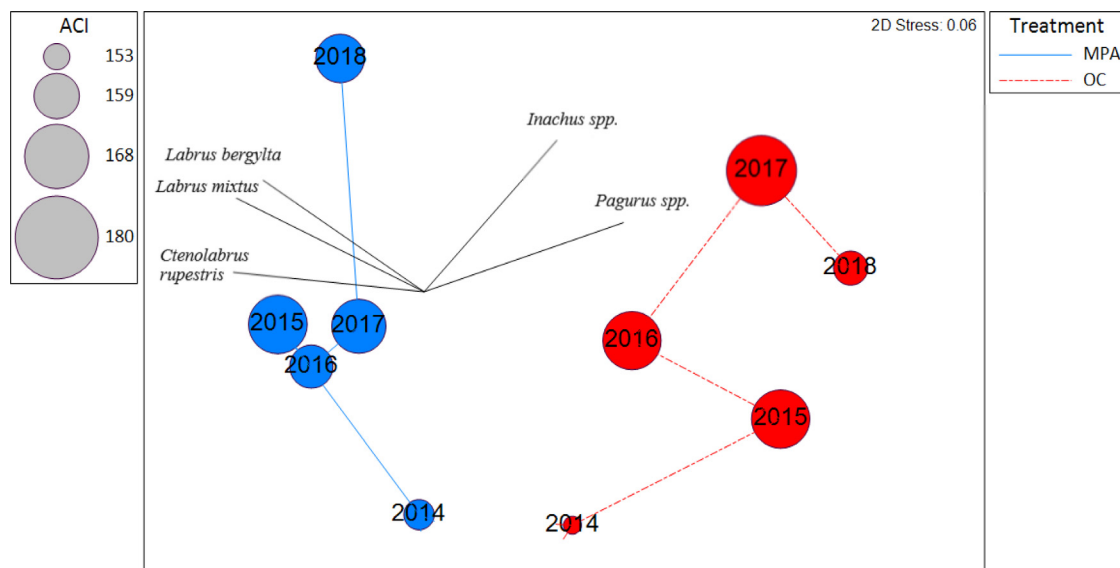 ACI
153
159
168
180
2D Stress: 0.06
Treatment
MPA
OC
2018
Inachus spp.
Labrus bergylta
Labrus mixtus
Pagurus spp.
Ctenolabrus
rupestris
2017
2018
2015
2017
2016
2016
2015
2014
2014